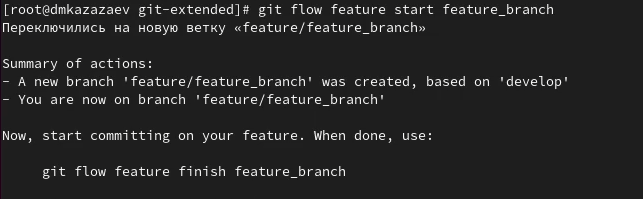 [root@dmkazazaev git-extended]# git flow feature start feature_branch
Переключились на новую ветку «feature/feature_branch»
Summary of actions:
- A new branch 'feature/feature_branch' was created, based on 'develop'
- You are now on branch 'feature/feature_branch'
Now, start committing on your feature. When done, use:
git flow feature finish feature_branch